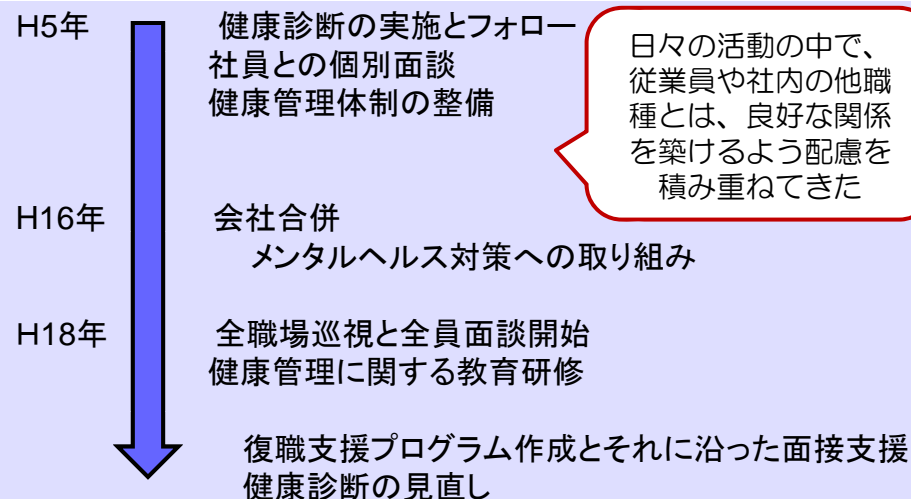 H5年 健康診断の実施とフォロー
社員との個別面談
健康管理体制の整備
日々の活動の中で、
従業員や社内の他職
種とは、良好な関係
を築けるよう配慮を
積み重ねてきた
H16年 会社合併
メンタルヘルス対策への取り組み
H18年 全職場巡視と全員面談開始
健康管理に関する教育研修
復職支援プログラム作成とそれに沿った面接支援
健康診断の見直し